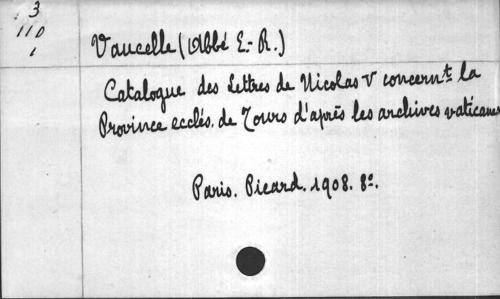 3
110
1
Vaucelle (Abbé E.-R.)
Catalogue des Lettres de Nicolas V concernt. la
Province ecclés. de Tours d'après les archives vaticanes
Paris. Picard. 1908. 8º.